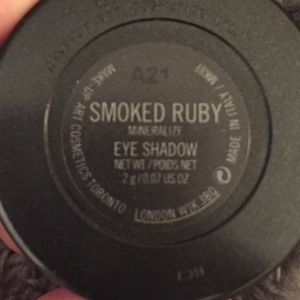 A21
SMOKED RUBY
MINERALIZE
EYE SHADOW
NET WT/POIDS NET
2 g/0.07 US OZ
MAKE-UP ART COSMETICS TORONTO
LONDON W1K 3BQ
MADE IN ITALY / MKUP